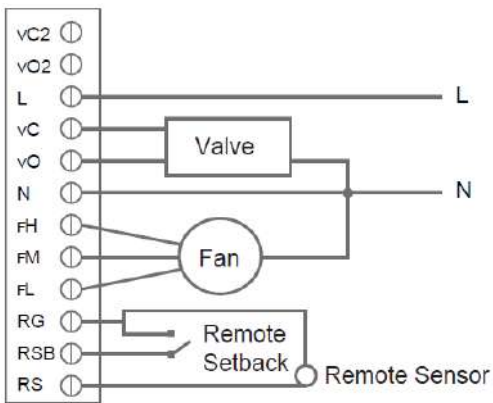 vC2
vO2
L L
vC
vO Valve
N N
FH
FM Fan
FL
RG
RSB Remote
Setback
RS Remote Sensor